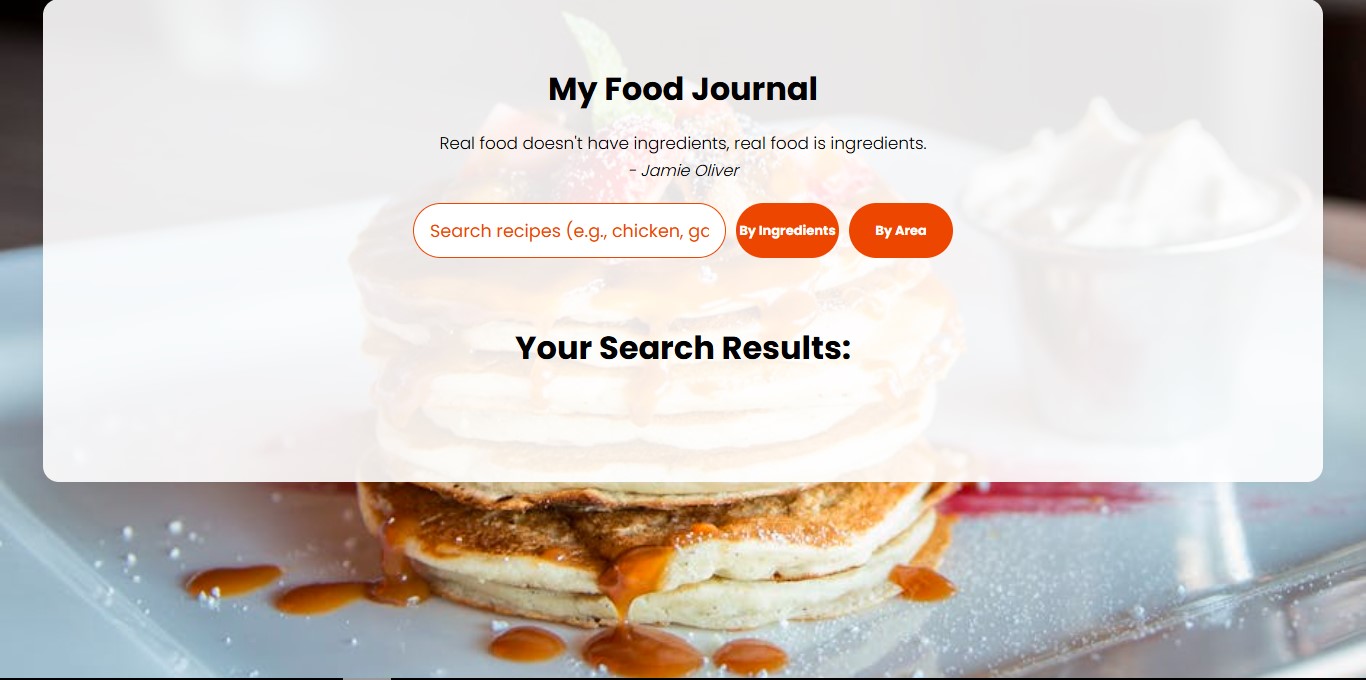 My Food Journal
Real food doesn't have ingredients, real food is ingredients.
- Jamie Oliver
Search recipes (e.g., chicken, go
By Ingredients
By Area
Your Search Results: